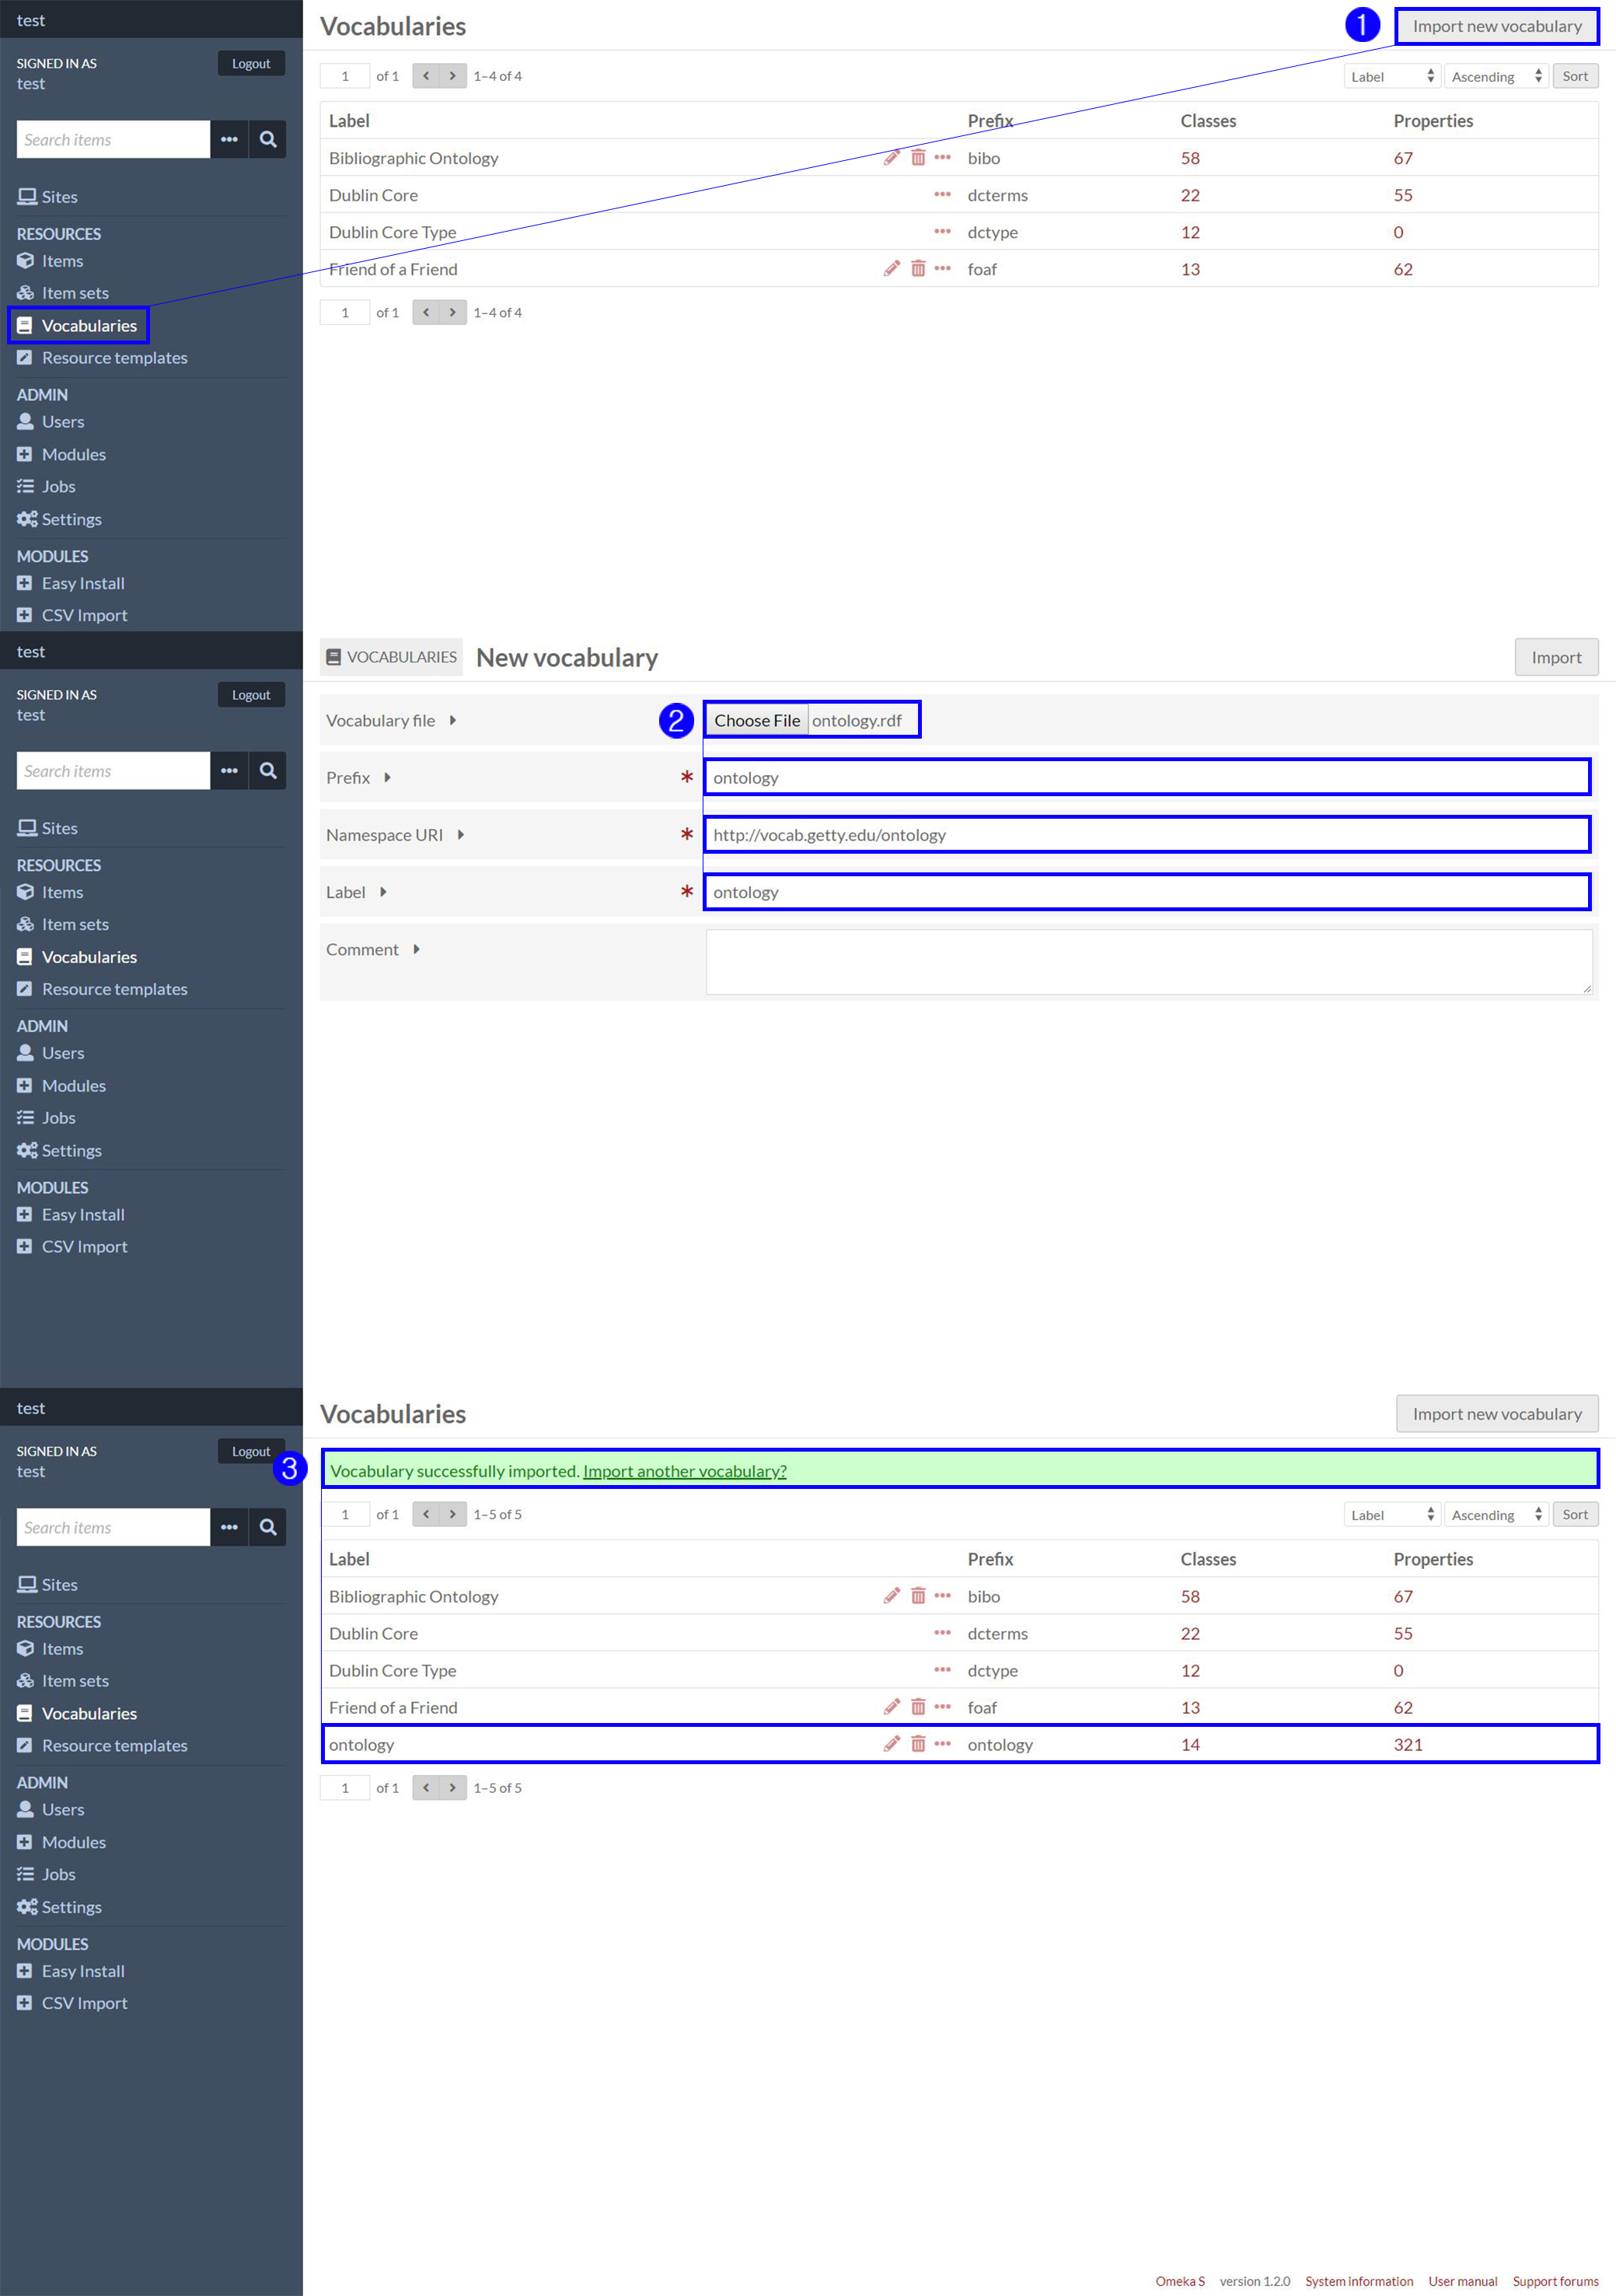 test
SIGNED IN AS
Logout
test
Search items
Sites
RESOURCES
Items
Item sets
Vocabularies
Resource templates
ADMIN
Users
Modules
Jobs
Settings
MODULES
Easy Install
CSV Import
Vocabularies
1
Import new vocabulary
1 of 1 1–4 of 4
Label Ascending Sort
Label Prefix Classes Properties
Bibliographic Ontology bibo 58 67
Dublin Core dcterms 22 55
Dublin Core Type dctype 12 0
Friend of a Friend foaf 13 62
1 of 1 1–4 of 4
test
SIGNED IN AS
Logout
test
Search items
Sites
RESOURCES
Items
Item sets
Vocabularies
Resource templates
ADMIN
Users
Modules
Jobs
Settings
MODULES
Easy Install
CSV Import
VOCABULARIES New vocabulary
Import
Vocabulary file 2 Choose File ontology.rdf
Prefix * ontology
Namespace URI * http://vocab.getty.edu/ontology
Label * ontology
Comment
test
SIGNED IN AS
Logout
test
Search items
Sites
RESOURCES
Items
Item sets
Vocabularies
Resource templates
ADMIN
Users
Modules
Jobs
Settings
MODULES
Easy Install
CSV Import
Vocabularies
Import new vocabulary
3 Vocabulary successfully imported. Import another vocabulary?
1 of 1 1–5 of 5
Label Ascending Sort
Label Prefix Classes Properties
Bibliographic Ontology bibo 58 67
Dublin Core dcterms 22 55
Dublin Core Type dctype 12 0
Friend of a Friend foaf 13 62
ontology ontology 14 321
1 of 1 1–5 of 5
Omeka S version 1.2.0 System information User manual Support forums